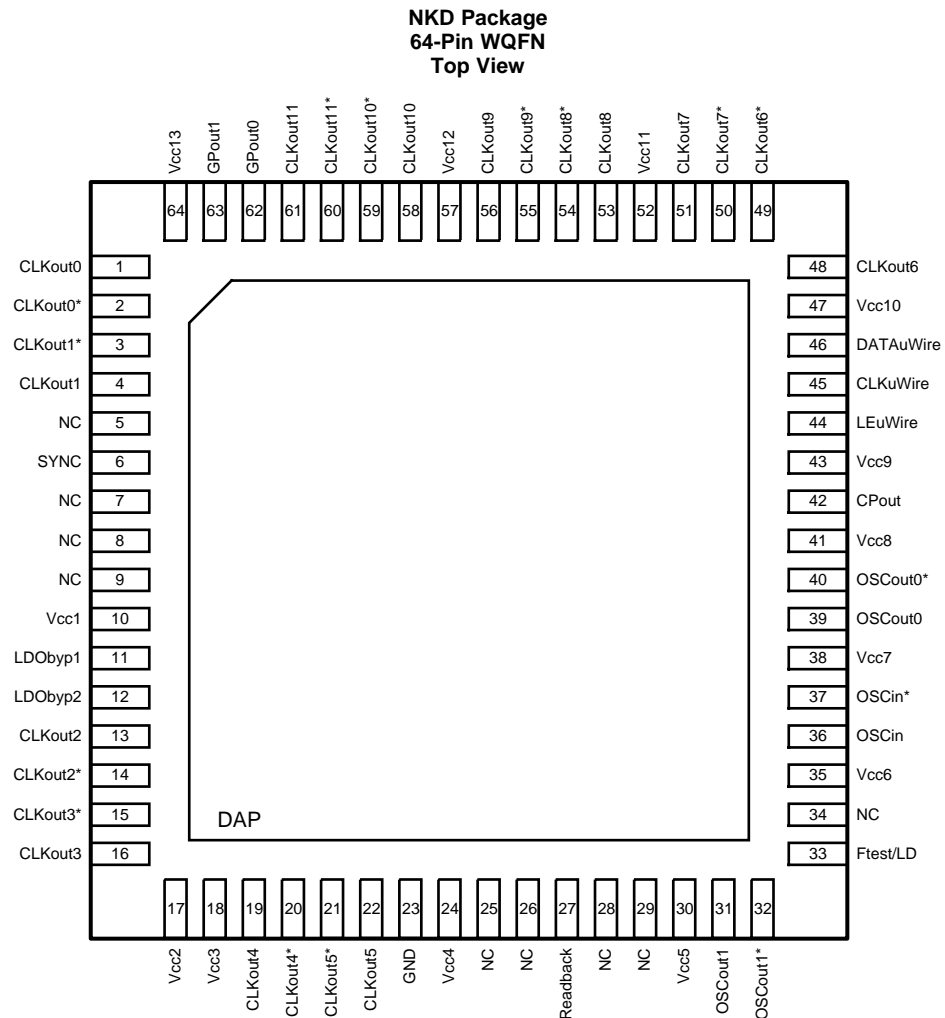 NKD Package
64-Pin WQFN
Top View
Vcc13
GPout1
GPout0
CLKout11
CLKout11*
CLKout10*
CLKout10
Vcc12
CLKout9
CLKout9*
CLKout8*
CLKout8
Vcc11
CLKout7
CLKout7*
CLKout6*
64 63 62 61 60 59 58 57 56 55 54 53 52 51 50 49
CLKout0 1
CLKout0* 2
CLKout1* 3
CLKout1 4
NC 5
SYNC 6
NC 7
NC 8
NC 9
Vcc1 10
LDObyp1 11
LDObyp2 12
CLKout2 13
CLKout2* 14
CLKout3* 15
CLKout3 16
48 CLKout6
47 Vcc10
46 DATAuWire
45 CLKuWire
44 LEuWire
43 Vcc9
42 CPout
41 Vcc8
40 OSCout0*
39 OSCout0
38 Vcc7
37 OSCin*
36 OSCin
35 Vcc6
34 NC
33 Ftest/LD
DAP
17 18 19 20 21 22 23 24 25 26 27 28 29 30 31 32
Vcc2
Vcc3
CLKout4
CLKout4*
CLKout5*
CLKout5
GND
Vcc4
NC
NC
Readback
NC
NC
Vcc5
OSCout1
OSCout1*